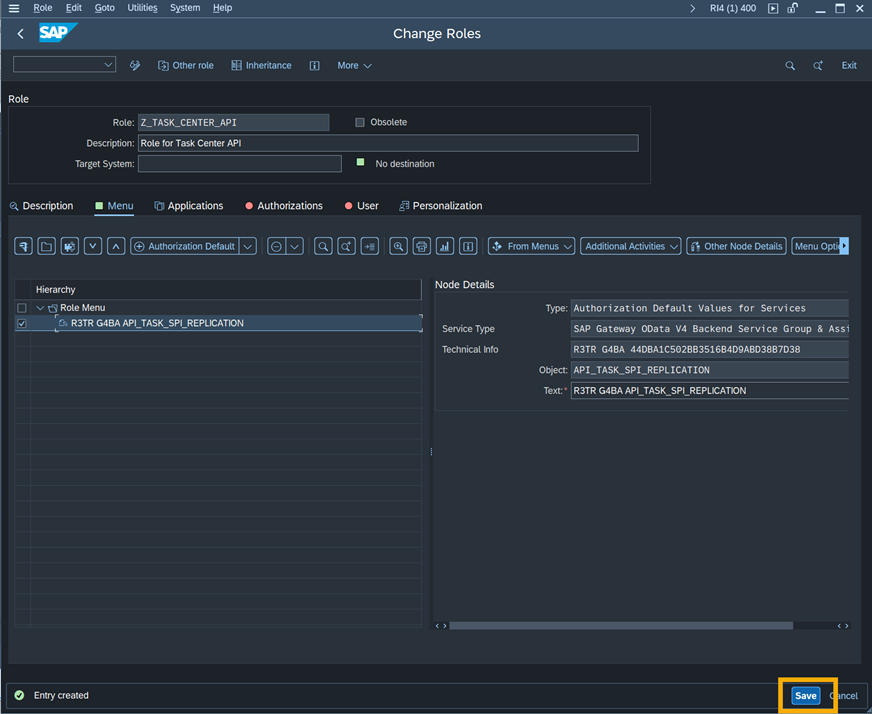 Role Edit Goto Utilities System Help RI4 (1) 400
SAP Change Roles
Other role Inheritance More Exit
Role
Role: Z_TASK_CENTER_API Obsolete
Description: Role for Task Center API
Target System: No destination
Description Menu Applications Authorizations User Personalization
Authorization Default From Menus Additional Activities Other Node Details Menu Opti
Hierarchy
Role Menu
R3TR G4BA API_TASK_SPI_REPLICATION
Node Details
Type: Authorization Default Values for Services
Service Type SAP Gateway OData V4 Backend Service Group & Assi
Technical Info R3TR G4BA 44DBA1C502BB3516B4D9ABD38B7D38
Object: API_TASK_SPI_REPLICATION
Text:* R3TR G4BA API_TASK_SPI_REPLICATION
Entry created Save Cancel